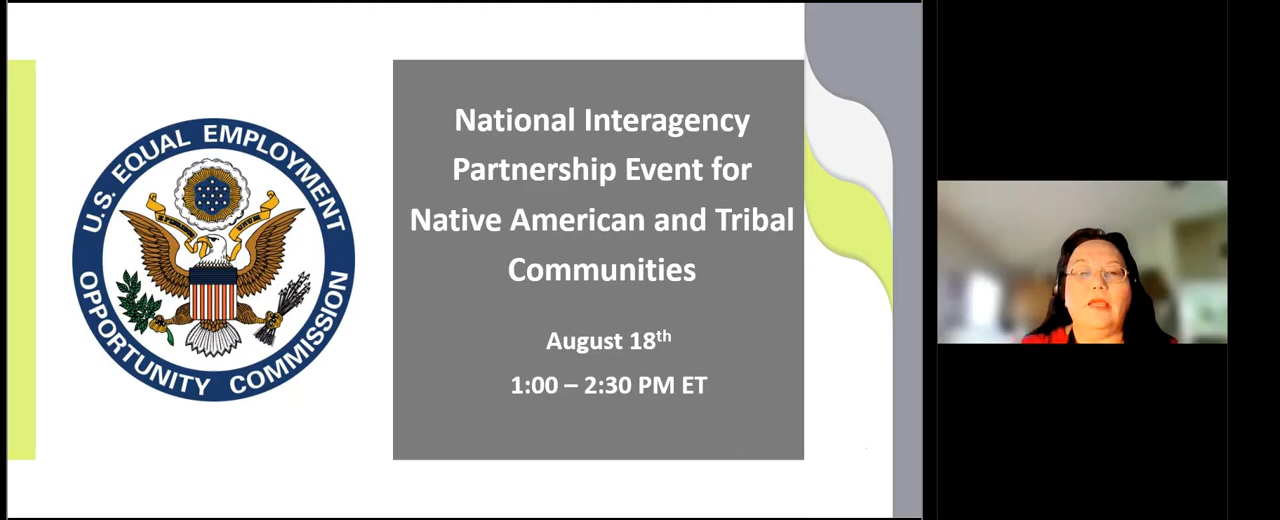 U.S. EQUAL EMPLOYMENT
OPPORTUNITY COMMISSION
National Interagency
Partnership Event for
Native American and Tribal
Communities
August 18th
1:00 – 2:30 PM ET